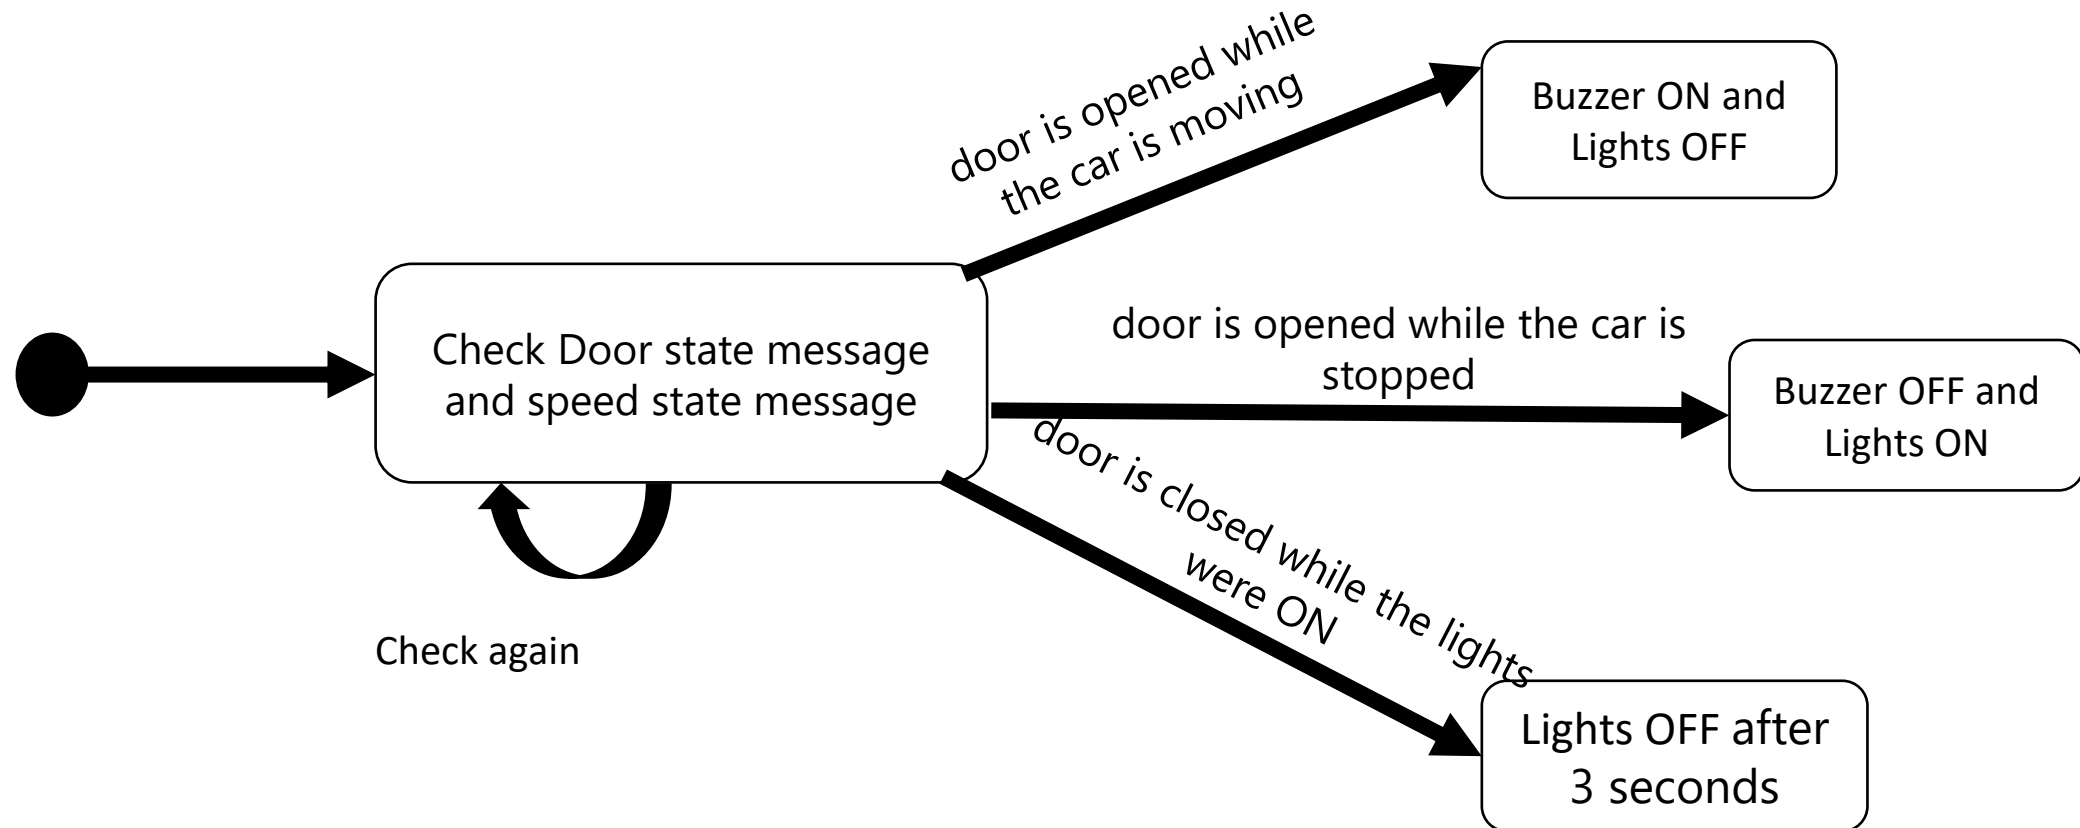 door is opened while
the car is moving
Buzzer ON and
Lights OFF
Check Door state message
and speed state message
door is opened while the car is
stopped
Buzzer OFF and
Lights ON
door is closed while the lights
were ON
Check again
Lights OFF after
3 seconds